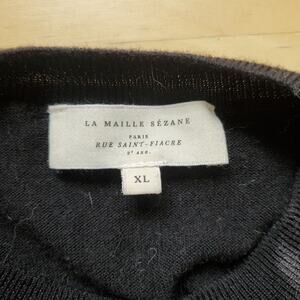 LA MAILLE SÉZANE
PARIS
RUE SAINT-FIACRE
2e ARR.
XL